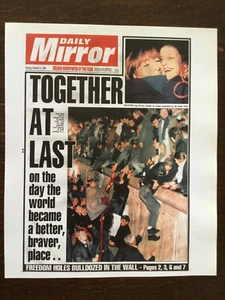 DAILY
Mirror
TOGETHER
AT
LAST
on the
day the
world
became
a better,
braver,
place . .
FREEDOM HOLES BULLDOZED IN THE WALL - Pages 2, 3, 6 and 7